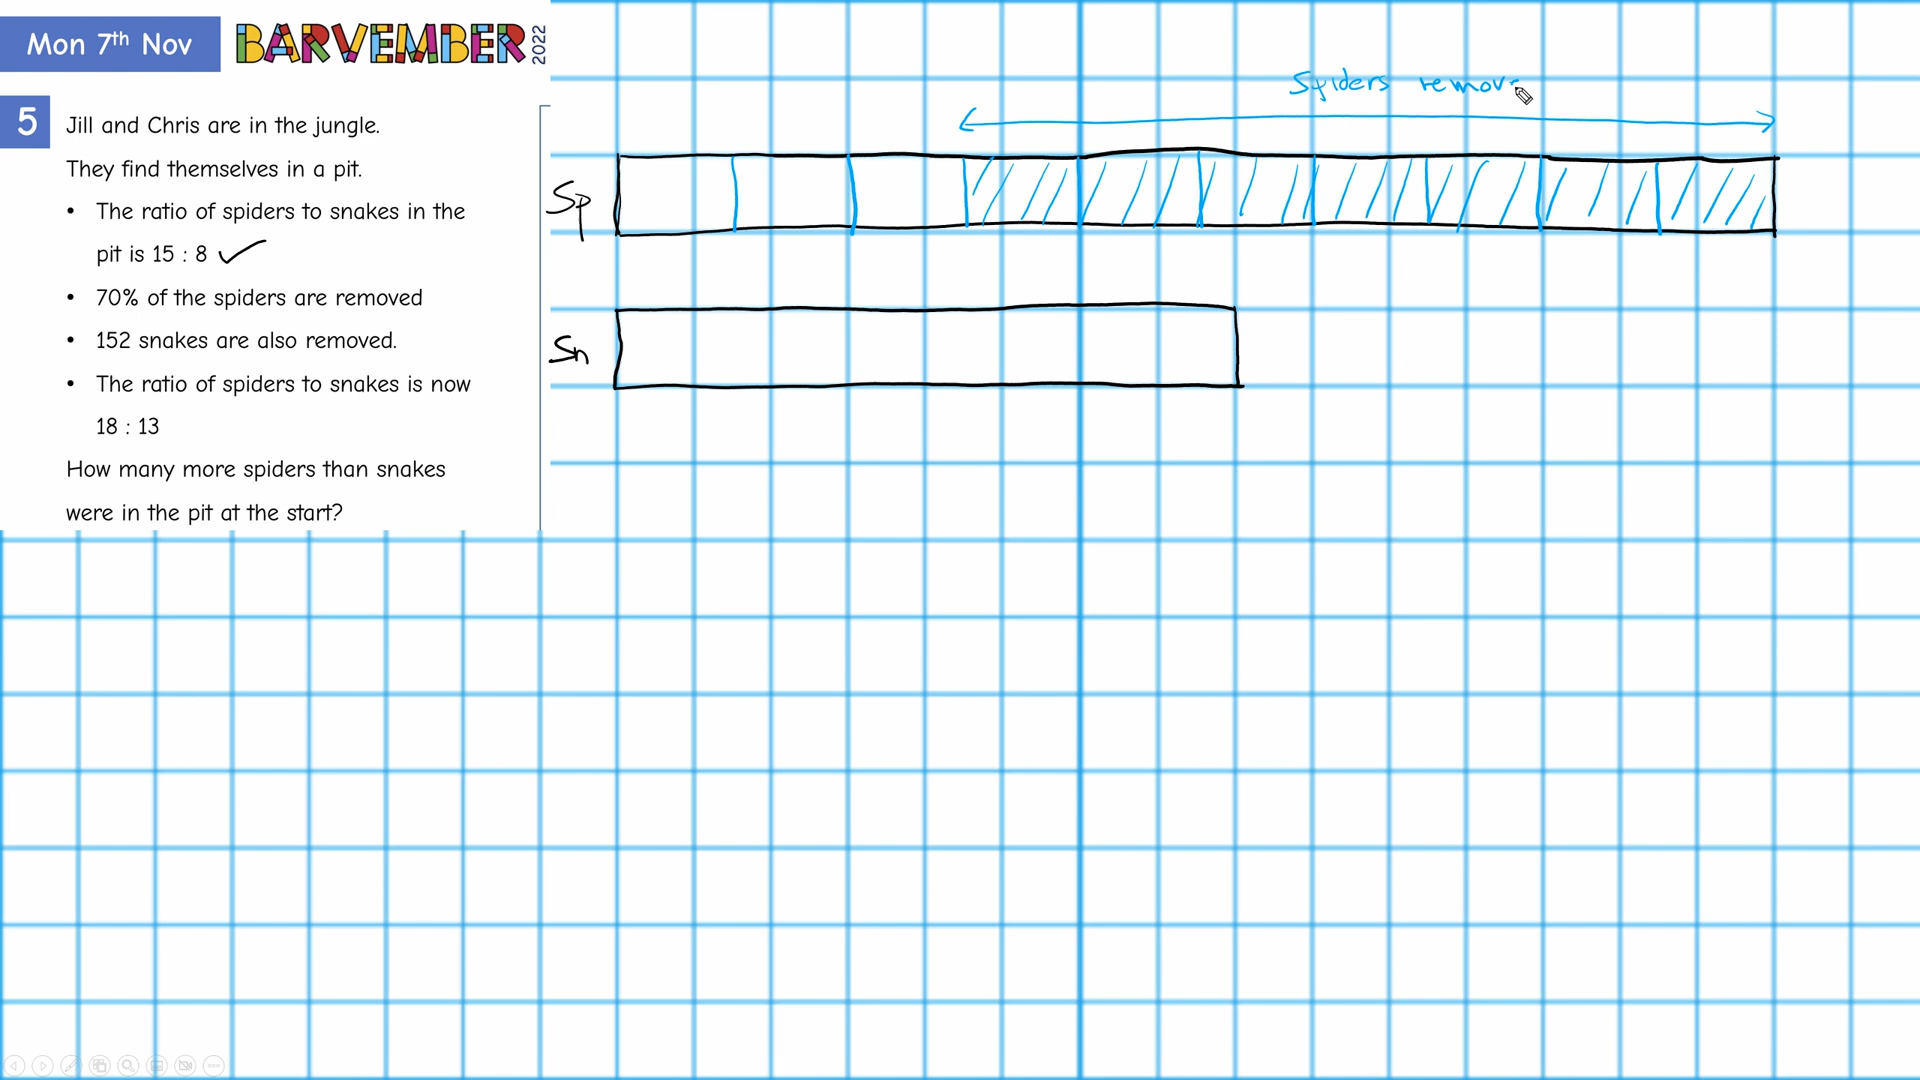 Mon 7th Nov
BARVEMBER 2022
5
Jill and Chris are in the jungle.
They find themselves in a pit.
• The ratio of spiders to snakes in the
pit is 15 : 8 ✓
• 70% of the spiders are removed
• 152 snakes are also removed.
• The ratio of spiders to snakes is now
18 : 13
How many more spiders than snakes
were in the pit at the start?
Spiders remov
Sp
Sn